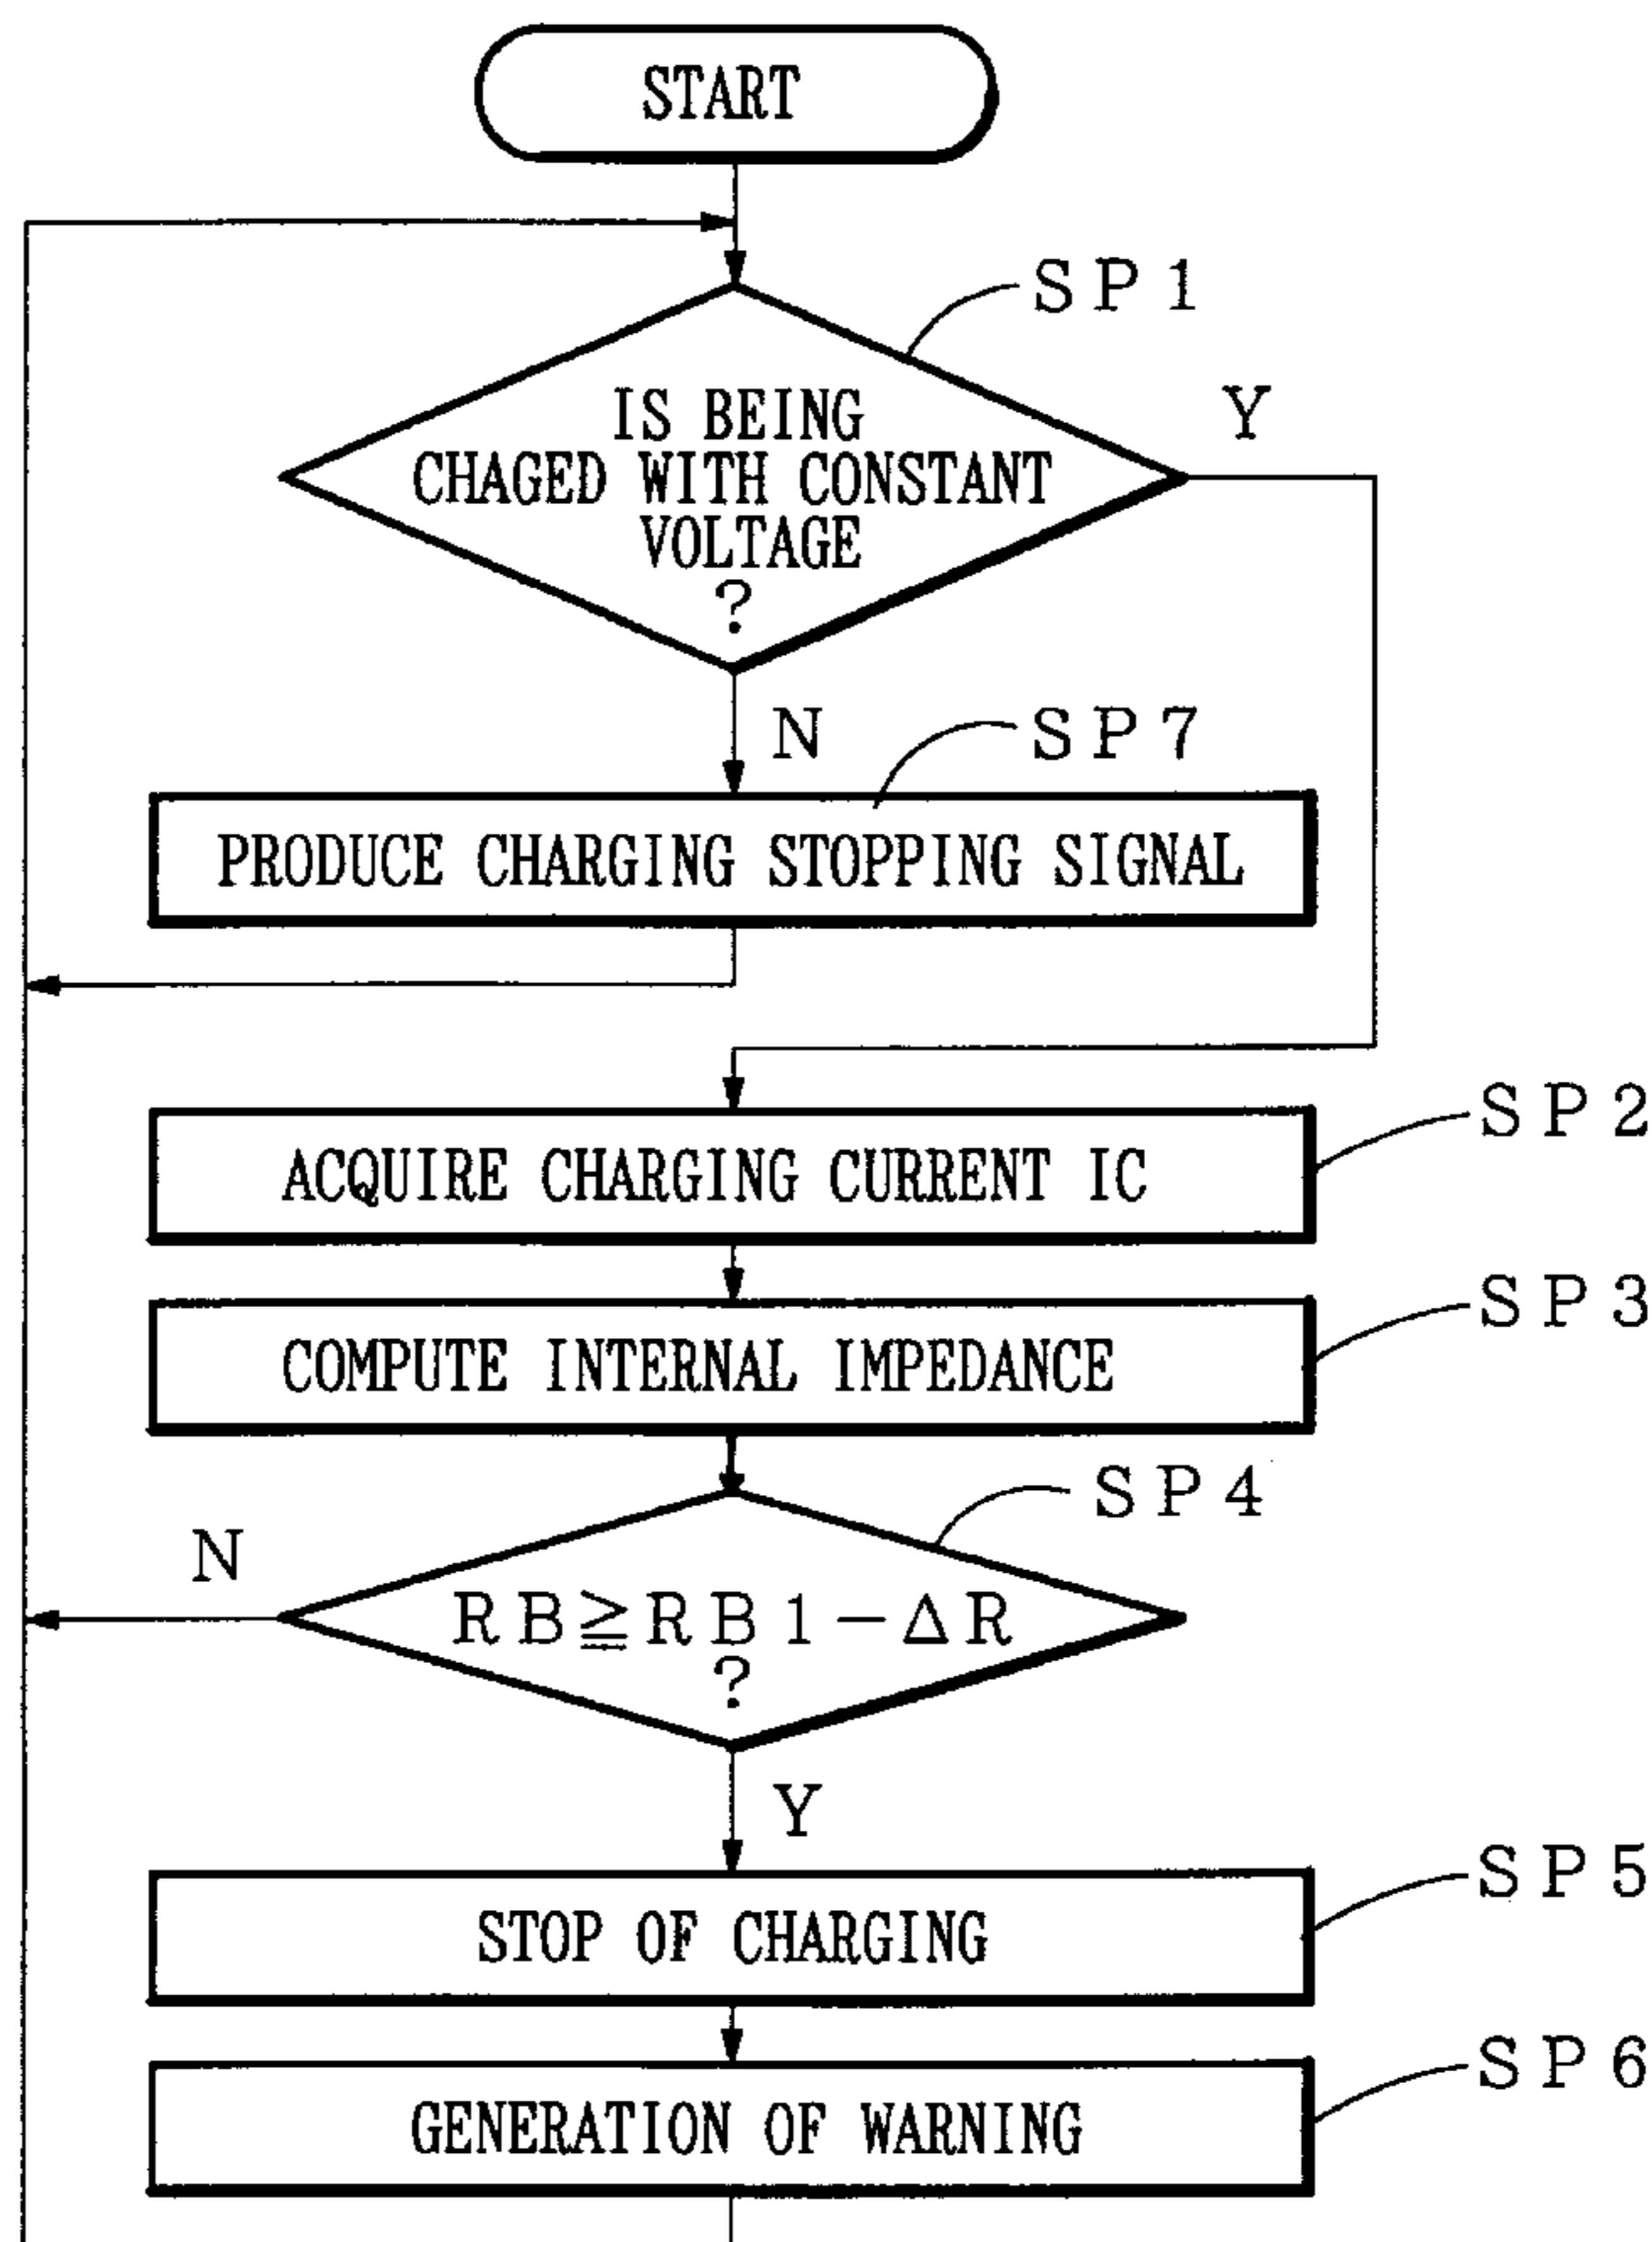 START
SP1
IS BEING
CHAGED WITH CONSTANT
VOLTAGE
?
Y
N
SP7
PRODUCE CHARGING STOPPING SIGNAL
SP2
ACQUIRE CHARGING CURRENT IC
SP3
COMPUTE INTERNAL IMPEDANCE
SP4
N
RB≧RB1-ΔR
?
Y
SP5
STOP OF CHARGING
SP6
GENERATION OF WARNING